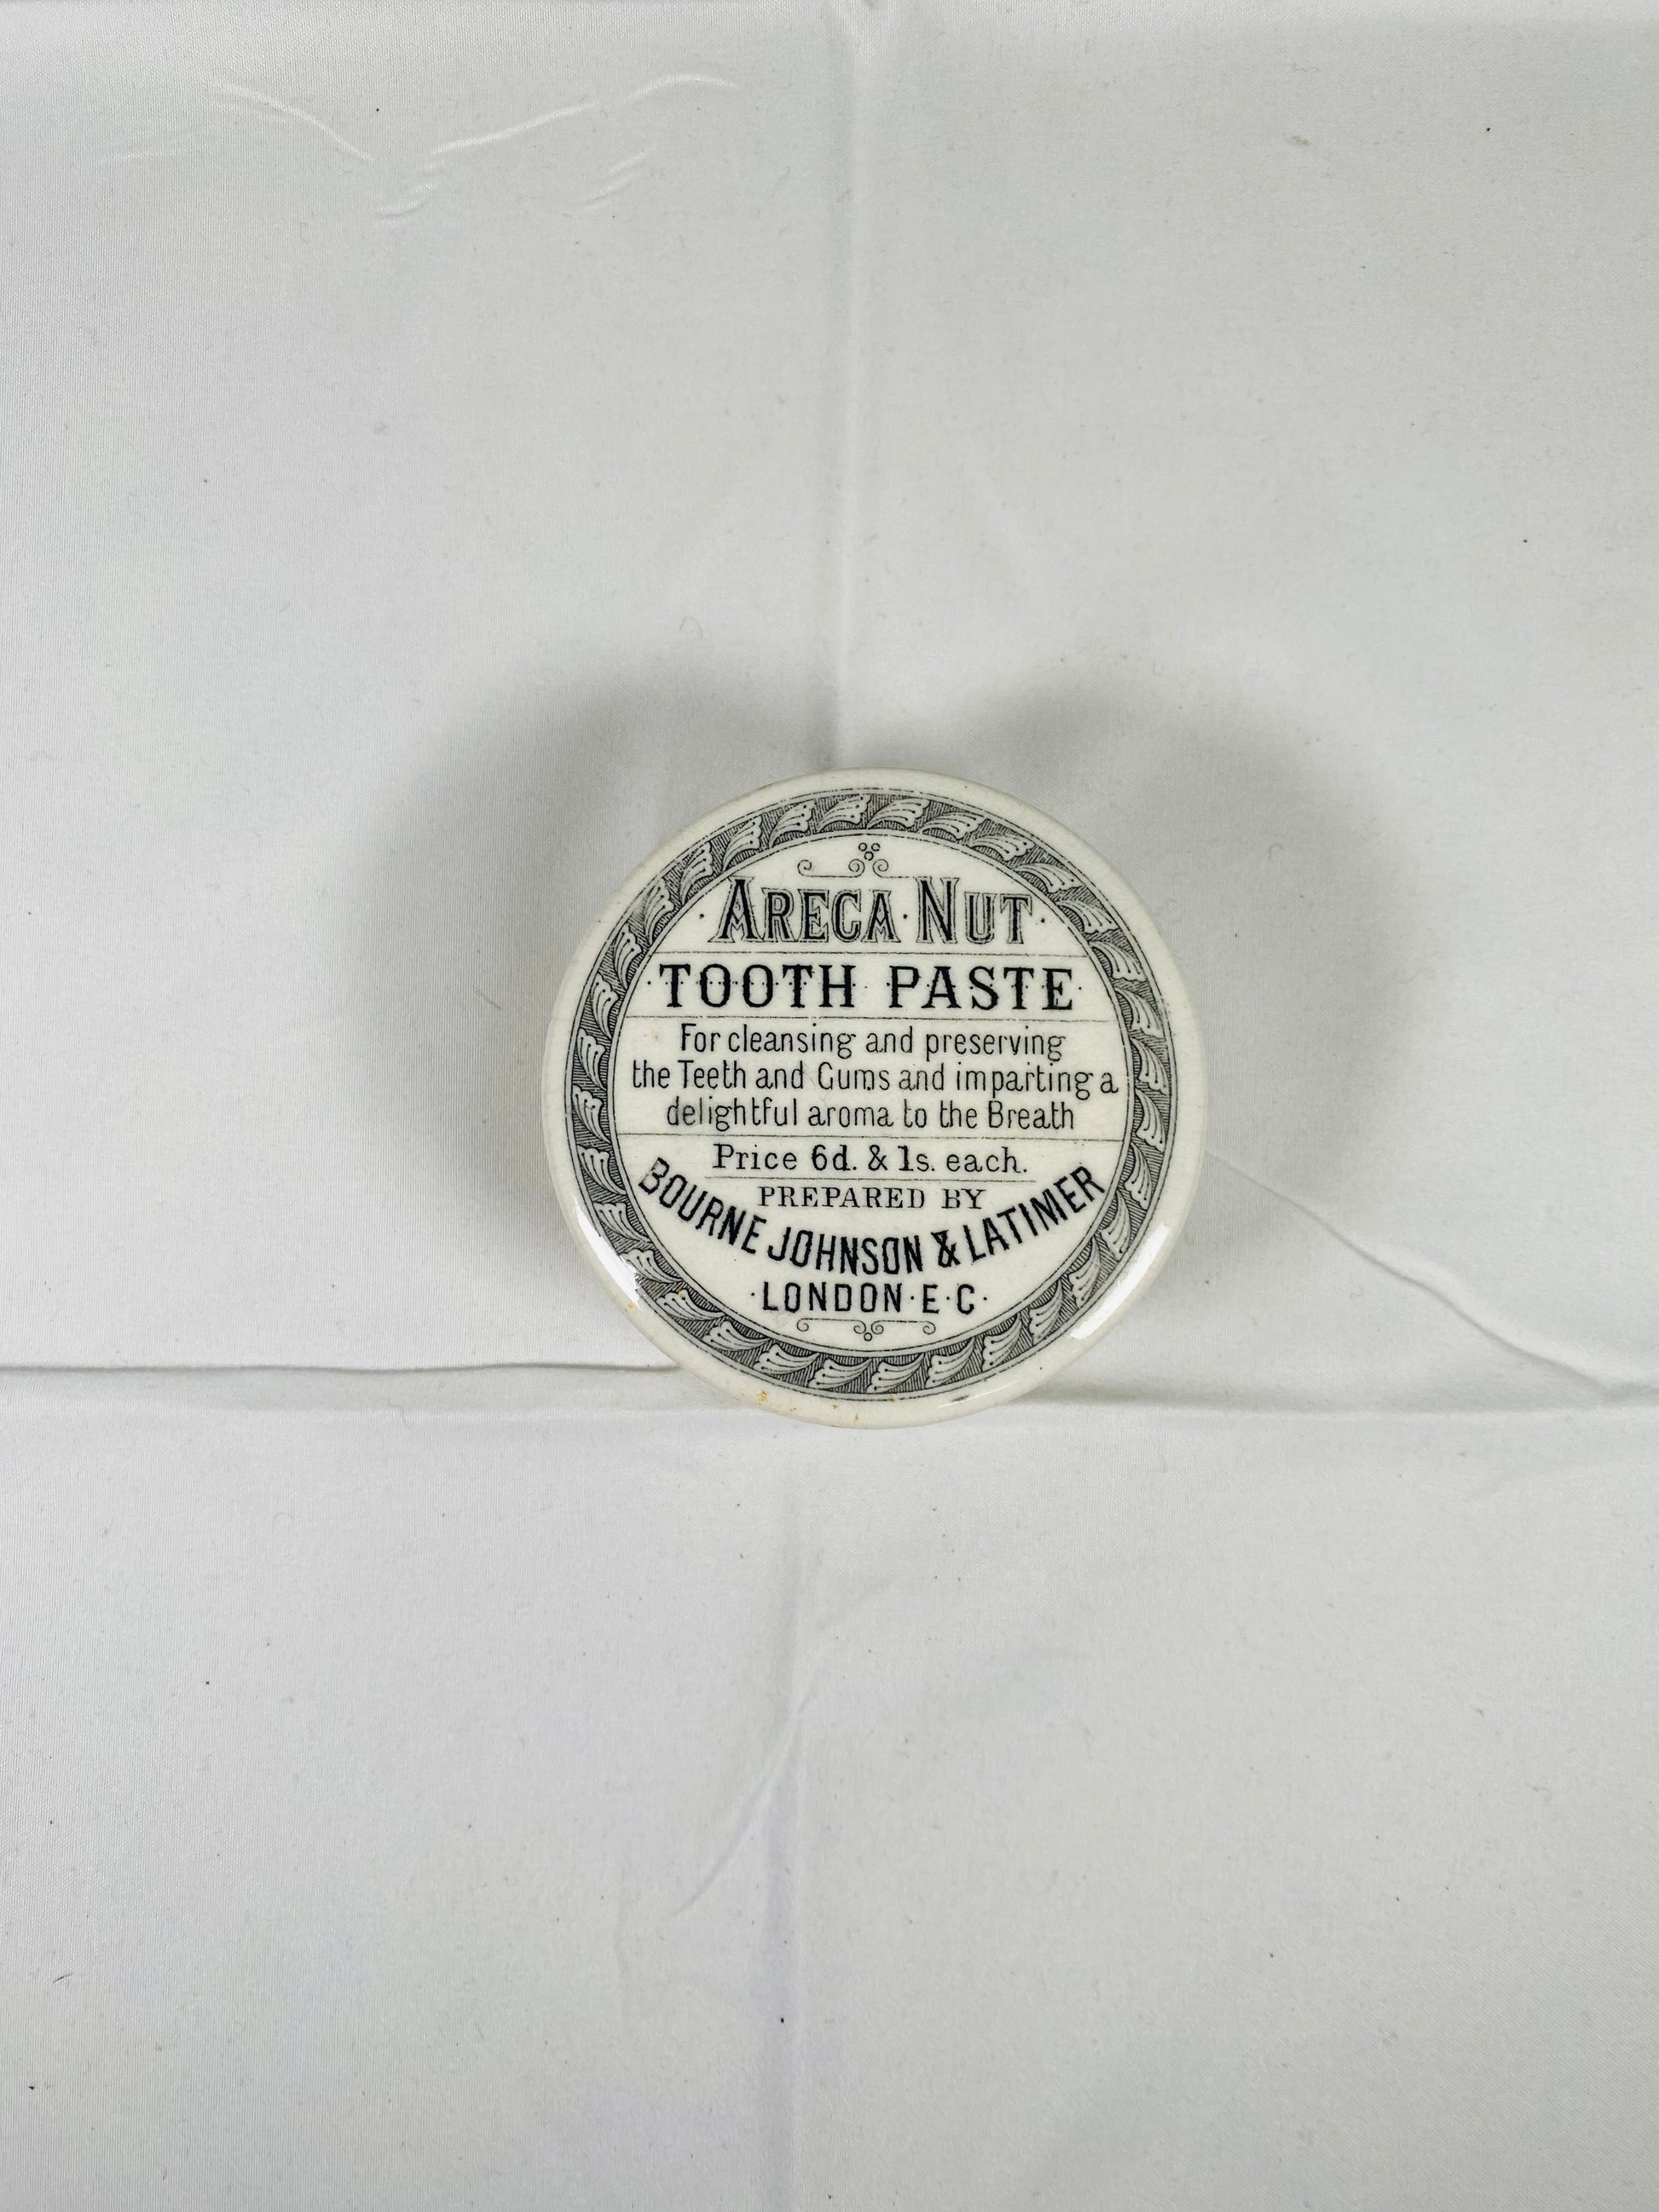 ·ARECA·NUT·
·TOOTH PASTE·
For cleansing and preserving
the Teeth and Gums and imparting a
delightful aroma to the Breath
Price 6d. & 1s. each.
PREPARED BY
BOURNE JOHNSON & LATIMER
·LONDON·E·C·